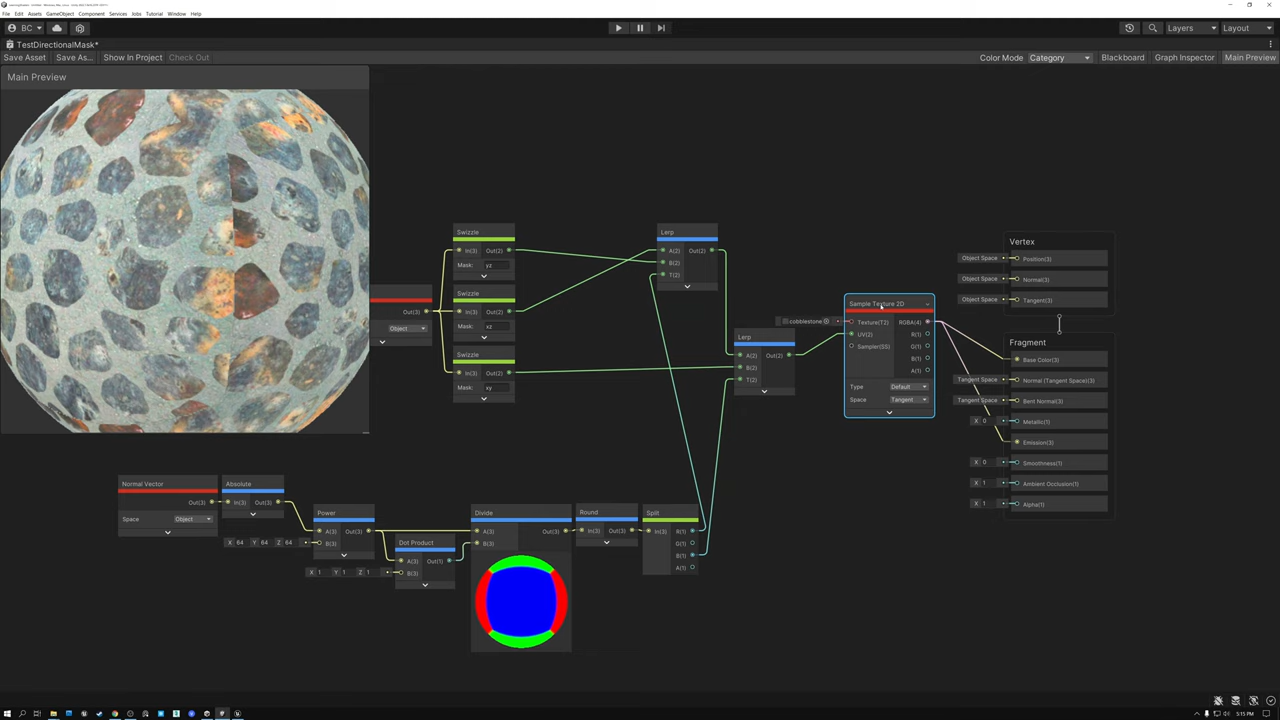 File Edit Assets GameObject Component Services Jobs Tutorial Window Help
BC Layers Layout
TestDirectionalMask*
Save Asset Save As... Show In Project Check Out Color Mode Category Blackboard Graph Inspector Main Preview
Main Preview
Swizzle
In(3) Out(2)
Mask: yz
Swizzle
In(3) Out(2)
Mask: xz
Swizzle
In(3) Out(2)
Mask: xy
Out(3)
Object
Lerp
A(2) Out(2)
B(2)
T(2)
Lerp
A(2) Out(2)
B(2)
T(2)
cobblestone
Sample Texture 2D
Texture(T2) RGBA(4)
UV(2) R(1)
Sampler(SS) G(1)
B(1)
A(1)
Type Default
Space Tangent
Vertex
Object Space Position(3)
Object Space Normal(3)
Object Space Tangent(3)
Fragment
Base Color(3)
Tangent Space Normal (Tangent Space)(3)
Tangent Space Bent Normal(3)
X 0 Metallic(1)
Emission(3)
X 0 Smoothness(1)
X 1 Ambient Occlusion(1)
X 1 Alpha(1)
Normal Vector
Out(3)
Space Object
Absolute
In(3) Out(3)
Power
A(3) Out(3)
X 64 Y 64 Z 64 B(3)
Dot Product
A(3) Out(1)
X 1 Y 1 Z 1 B(3)
Divide
A(3) Out(3)
B(3)
Round
In(3) Out(3)
Split
In(3) R(1)
G(1)
B(1)
A(1)
5:15 PM